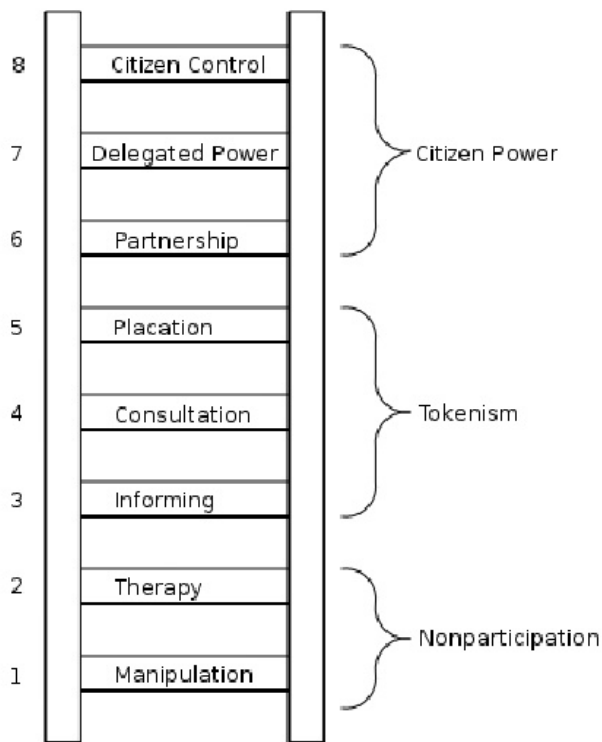 8 Citizen Control
7 Delegated Power
Citizen Power
6 Partnership
5 Placation
4 Consultation
Tokenism
3 Informing
2 Therapy
Nonparticipation
1 Manipulation